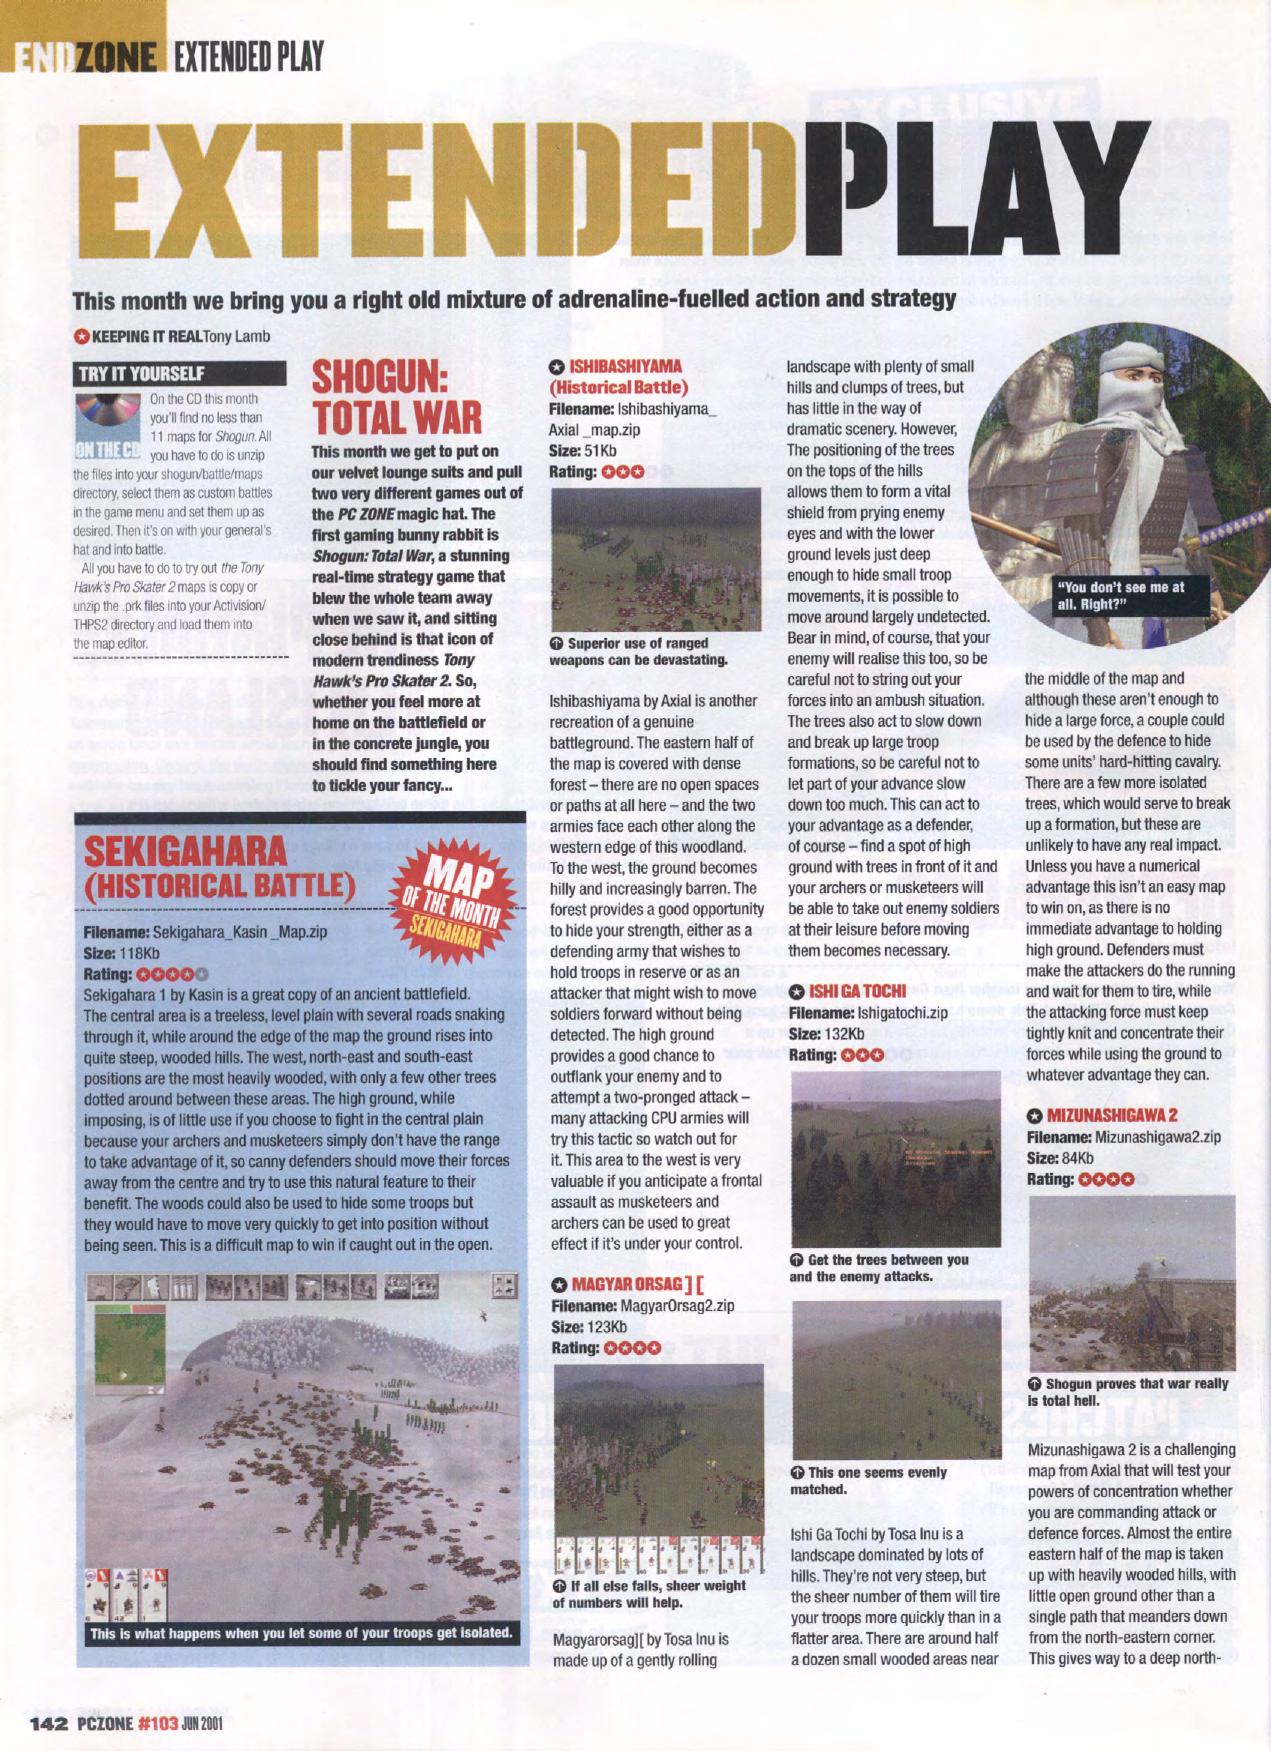 ENDZONE EXTENDED PLAY
EXTENDEDPLAY
This month we bring you a right old mixture of adrenaline-fuelled action and strategy
KEEPING IT REAL Tony Lamb
TRY IT YOURSELF
ON THE CD
On the CD this month
you'll find no less than
11 maps for Shogun. All
you have to do is unzip
the files into your shogun/battle/maps
directory, select them as custom battles
in the game menu and set them up as
desired. Then it's on with your general's
hat and into battle.
All you have to do to try out the Tony
Hawk's Pro Skater 2 maps is copy or
unzip the .prk files into your Activision/
THPS2 directory and load them into
the map editor.
SHOGUN:
TOTAL WAR
This month we get to put on
our velvet lounge suits and pull
two very different games out of
the PC ZONE magic hat. The
first gaming bunny rabbit is
Shogun: Total War, a stunning
real-time strategy game that
blew the whole team away
when we saw it, and sitting
close behind is that icon of
modern trendiness Tony
Hawk's Pro Skater 2. So,
whether you feel more at
home on the battlefield or
in the concrete jungle, you
should find something here
to tickle your fancy...
SEKIGAHARA
(HISTORICAL BATTLE)
MAP
OF THE MONTH
SEKIGAHARA
Filename: Sekigahara_Kasin _Map.zip
Size: 118Kb
Rating:
Sekigahara 1 by Kasin is a great copy of an ancient battlefield.
The central area is a treeless, level plain with several roads snaking
through it, while around the edge of the map the ground rises into
quite steep, wooded hills. The west, north-east and south-east
positions are the most heavily wooded, with only a few other trees
dotted around between these areas. The high ground, while
imposing, is of little use if you choose to fight in the central plain
because your archers and musketeers simply don't have the range
to take advantage of it, so canny defenders should move their forces
away from the centre and try to use this natural feature to their
benefit. The woods could also be used to hide some troops but
they would have to move very quickly to get into position without
being seen. This is a difficult map to win if caught out in the open.
This is what happens when you let some of your troops get isolated.
ISHIBASHIYAMA
(Historical Battle)
Filename: Ishibashiyama_
Axial _map.zip
Size: 51Kb
Rating:
Superior use of ranged
weapons can be devastating.
Ishibashiyama by Axial is another
recreation of a genuine
battleground. The eastern half of
the map is covered with dense
forest – there are no open spaces
or paths at all here – and the two
armies face each other along the
western edge of this woodland.
To the west, the ground becomes
hilly and increasingly barren. The
forest provides a good opportunity
to hide your strength, either as a
defending army that wishes to
hold troops in reserve or as an
attacker that might wish to move
soldiers forward without being
detected. The high ground
provides a good chance to
outflank your enemy and to
attempt a two-pronged attack –
many attacking CPU armies will
try this tactic so watch out for
it. This area to the west is very
valuable if you anticipate a frontal
assault as musketeers and
archers can be used to great
effect if it's under your control.
MAGYAR ORSAG ] [
Filename: MagyarOrsag2.zip
Size: 123Kb
Rating:
If all else fails, sheer weight
of numbers will help.
Magyarorsag][ by Tosa Inu is
made up of a gently rolling
landscape with plenty of small
hills and clumps of trees, but
has little in the way of
dramatic scenery. However,
The positioning of the trees
on the tops of the hills
allows them to form a vital
shield from prying enemy
eyes and with the lower
ground levels just deep
enough to hide small troop
movements, it is possible to
move around largely undetected.
Bear in mind, of course, that your
enemy will realise this too, so be
careful not to string out your
forces into an ambush situation.
The trees also act to slow down
and break up large troop
formations, so be careful not to
let part of your advance slow
down too much. This can act to
your advantage as a defender,
of course – find a spot of high
ground with trees in front of it and
your archers or musketeers will
be able to take out enemy soldiers
at their leisure before moving
them becomes necessary.
ISHI GA TOCHI
Filename: Ishigatochi.zip
Size: 132Kb
Rating:
Get the trees between you
and the enemy attacks.
This one seems evenly
matched.
Ishi Ga Tochi by Tosa Inu is a
landscape dominated by lots of
hills. They're not very steep, but
the sheer number of them will tire
your troops more quickly than in a
flatter area. There are around half
a dozen small wooded areas near
"You don't see me at
all. Right?"
the middle of the map and
although these aren't enough to
hide a large force, a couple could
be used by the defence to hide
some units' hard-hitting cavalry.
There are a few more isolated
trees, which would serve to break
up a formation, but these are
unlikely to have any real impact.
Unless you have a numerical
advantage this isn't an easy map
to win on, as there is no
immediate advantage to holding
high ground. Defenders must
make the attackers do the running
and wait for them to tire, while
the attacking force must keep
tightly knit and concentrate their
forces while using the ground to
whatever advantage they can.
MIZUNASHIGAWA 2
Filename: Mizunashigawa2.zip
Size: 84Kb
Rating:
Shogun proves that war really
is total hell.
Mizunashigawa 2 is a challenging
map from Axial that will test your
powers of concentration whether
you are commanding attack or
defence forces. Almost the entire
eastern half of the map is taken
up with heavily wooded hills, with
little open ground other than a
single path that meanders down
from the north-eastern corner.
This gives way to a deep north-
142 PCZONE #103 JUN 2001